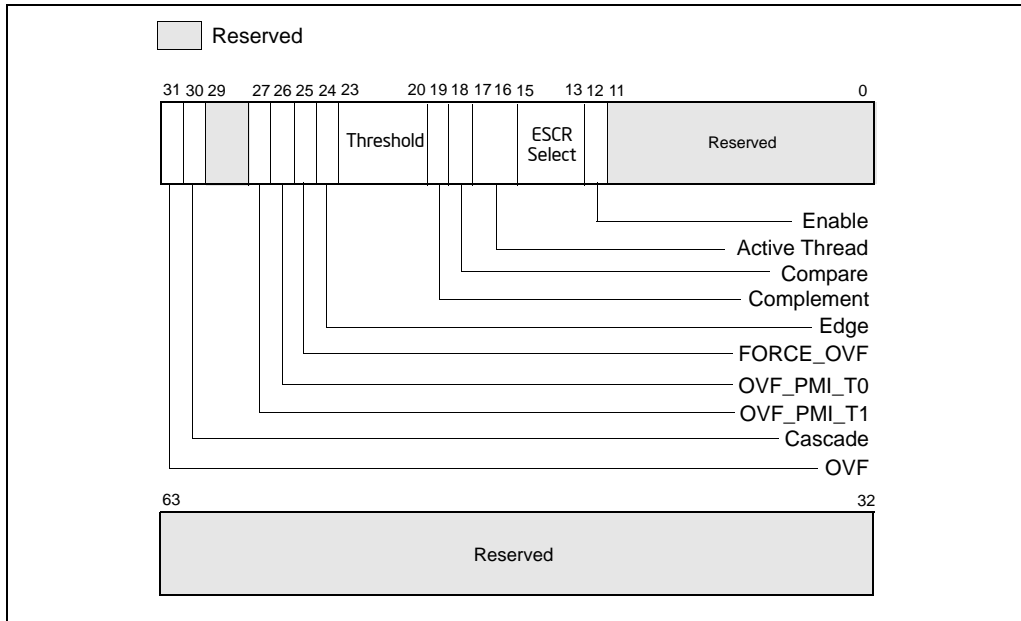 Reserved
31 30 29 27 26 25 24 23 20 19 18 17 16 15 13 12 11 0
Threshold
ESCR
Select
Reserved
Enable
Active Thread
Compare
Complement
Edge
FORCE_OVF
OVF_PMI_T0
OVF_PMI_T1
Cascade
OVF
63 32
Reserved